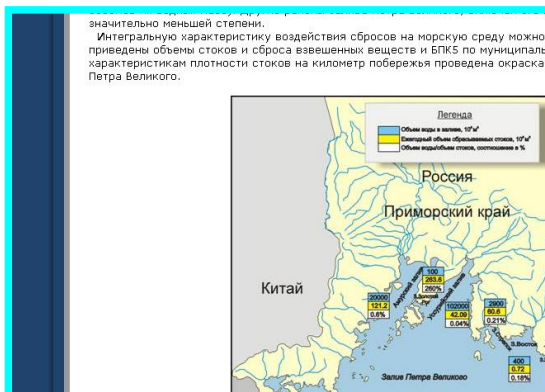 значительно меньшей степени.
Интегральную характеристику воздействия сбросов на морскую среду можно
приведены объемы стоков и сброса взвешенных веществ и БПК5 по муниципаль
характеристикам плотности стоков на километр побережья проведена окраска
Петра Великого.
Легенда
Объем воды в заливе, 10⁶м³
Ежегодный объем сбрасываемых стоков, 10⁶м³
Объем воды/объем стоков, соотношение в %
Россия
Приморский край
Китай
100
263.6
260%
Амурский залив
З.Золотой Рог
Уссурийский залив
20000
121.2
0.6%
102000
42.09
0.04%
2900
60.6
0.21%
З.Восток
400
0.72
0.18%
Залив Петра Великого